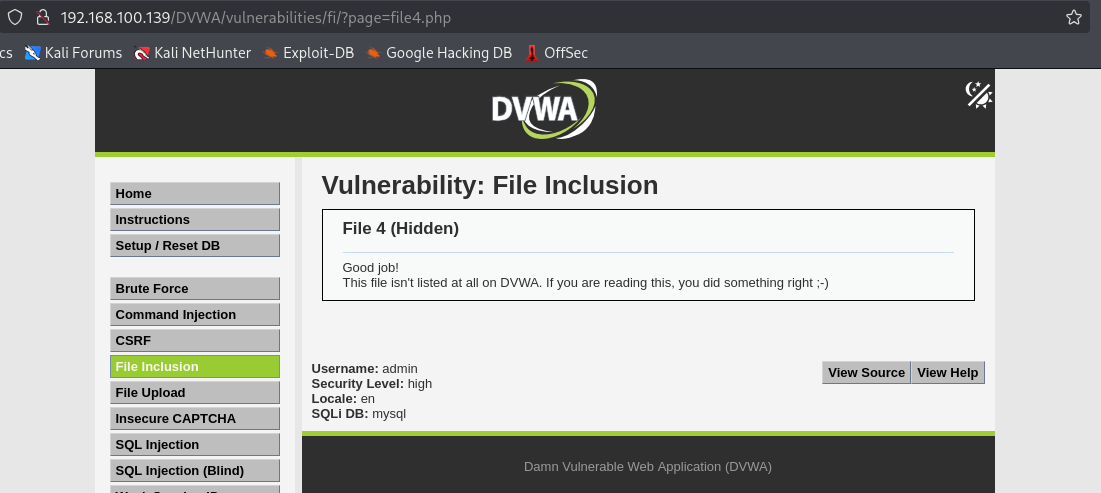 192.168.100.139/DVWA/vulnerabilities/fi/?page=file4.php
cs Kali Forums Kali NetHunter Exploit-DB Google Hacking DB OffSec
DVWA
Home
Instructions
Setup / Reset DB
Brute Force
Command Injection
CSRF
File Inclusion
File Upload
Insecure CAPTCHA
SQL Injection
SQL Injection (Blind)
Vulnerability: File Inclusion
File 4 (Hidden)
Good job!
This file isn't listed at all on DVWA. If you are reading this, you did something right ;-)
Username: admin
Security Level: high
Locale: en
SQLi DB: mysql
View Source View Help
Damn Vulnerable Web Application (DVWA)